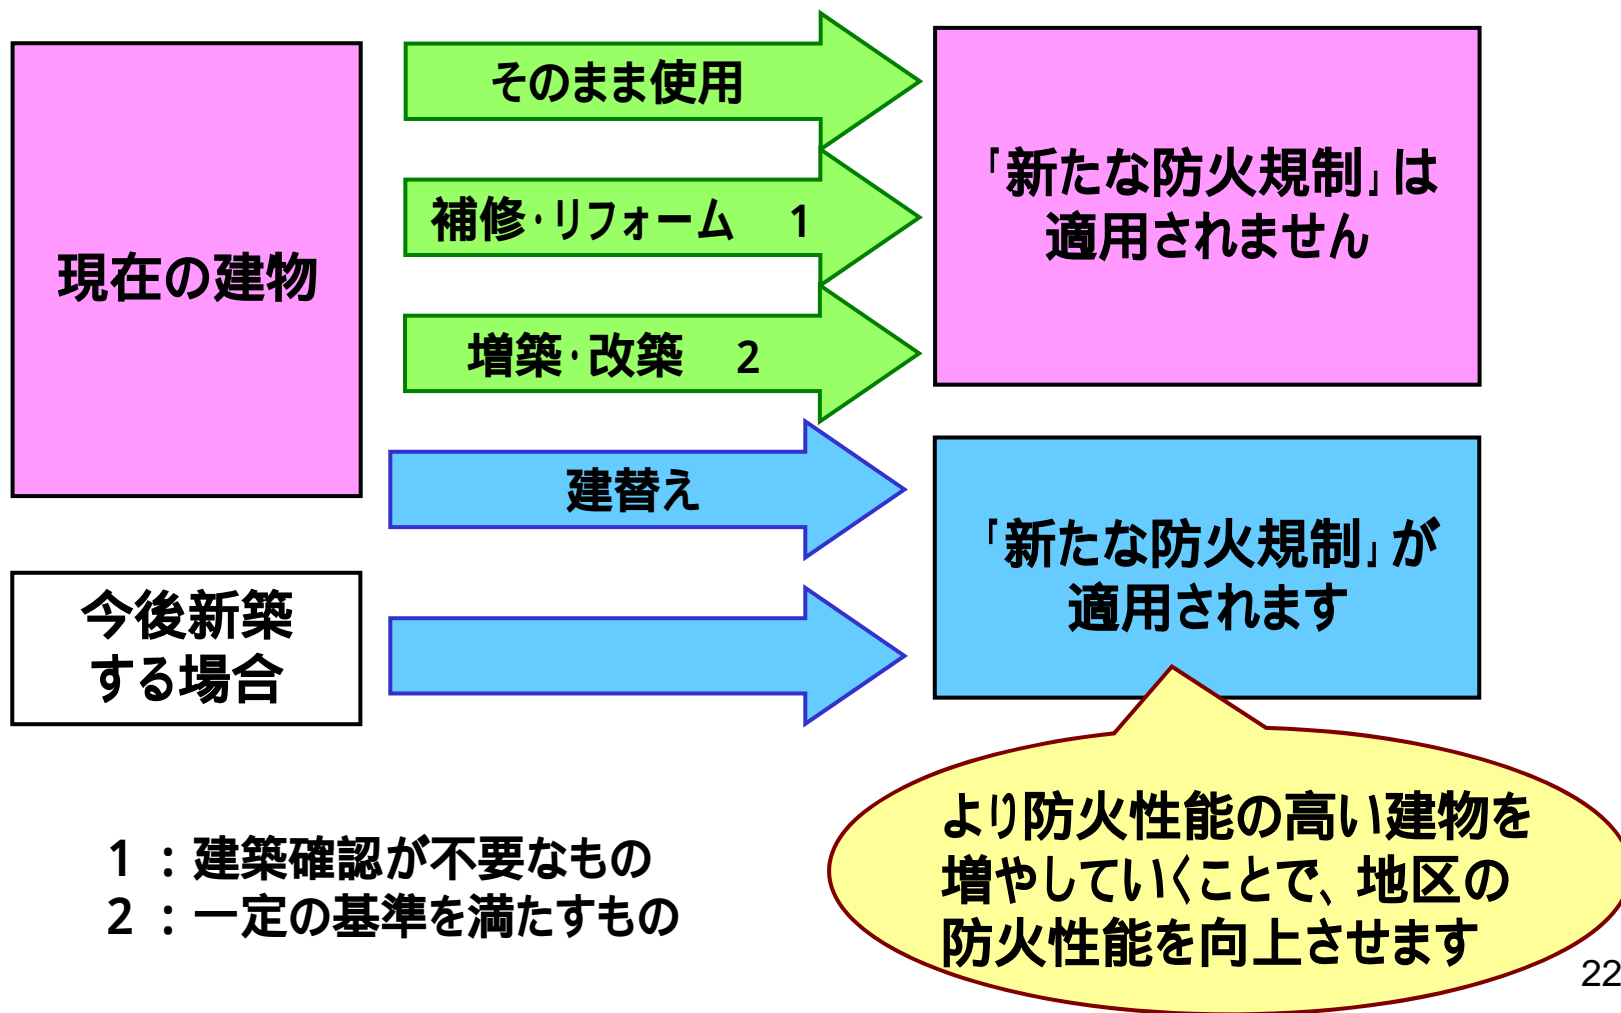 現在の建物
そのまま使用
補修・リフォーム 1
増築・改築 2
「新たな防火規制」は
適用されません
建替え
今後新築
する場合
「新たな防火規制」が
適用されます
より防火性能の高い建物を
増やしていくことで、地区の
防火性能を向上させます
1 : 建築確認が不要なもの
2 : 一定の基準を満たすもの
22